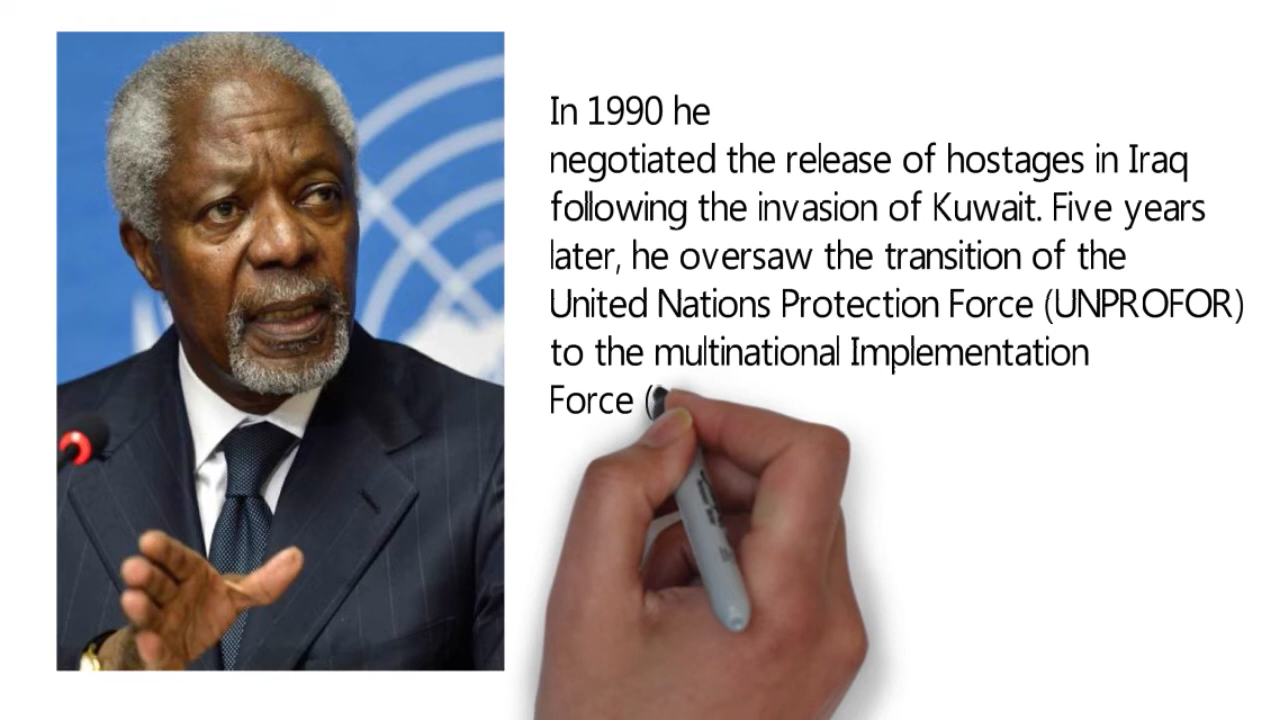 In 1990 he
negotiated the release of hostages in Iraq
following the invasion of Kuwait. Five years
later, he oversaw the transition of the
United Nations Protection Force (UNPROFOR)
to the multinational Implementation
Force (